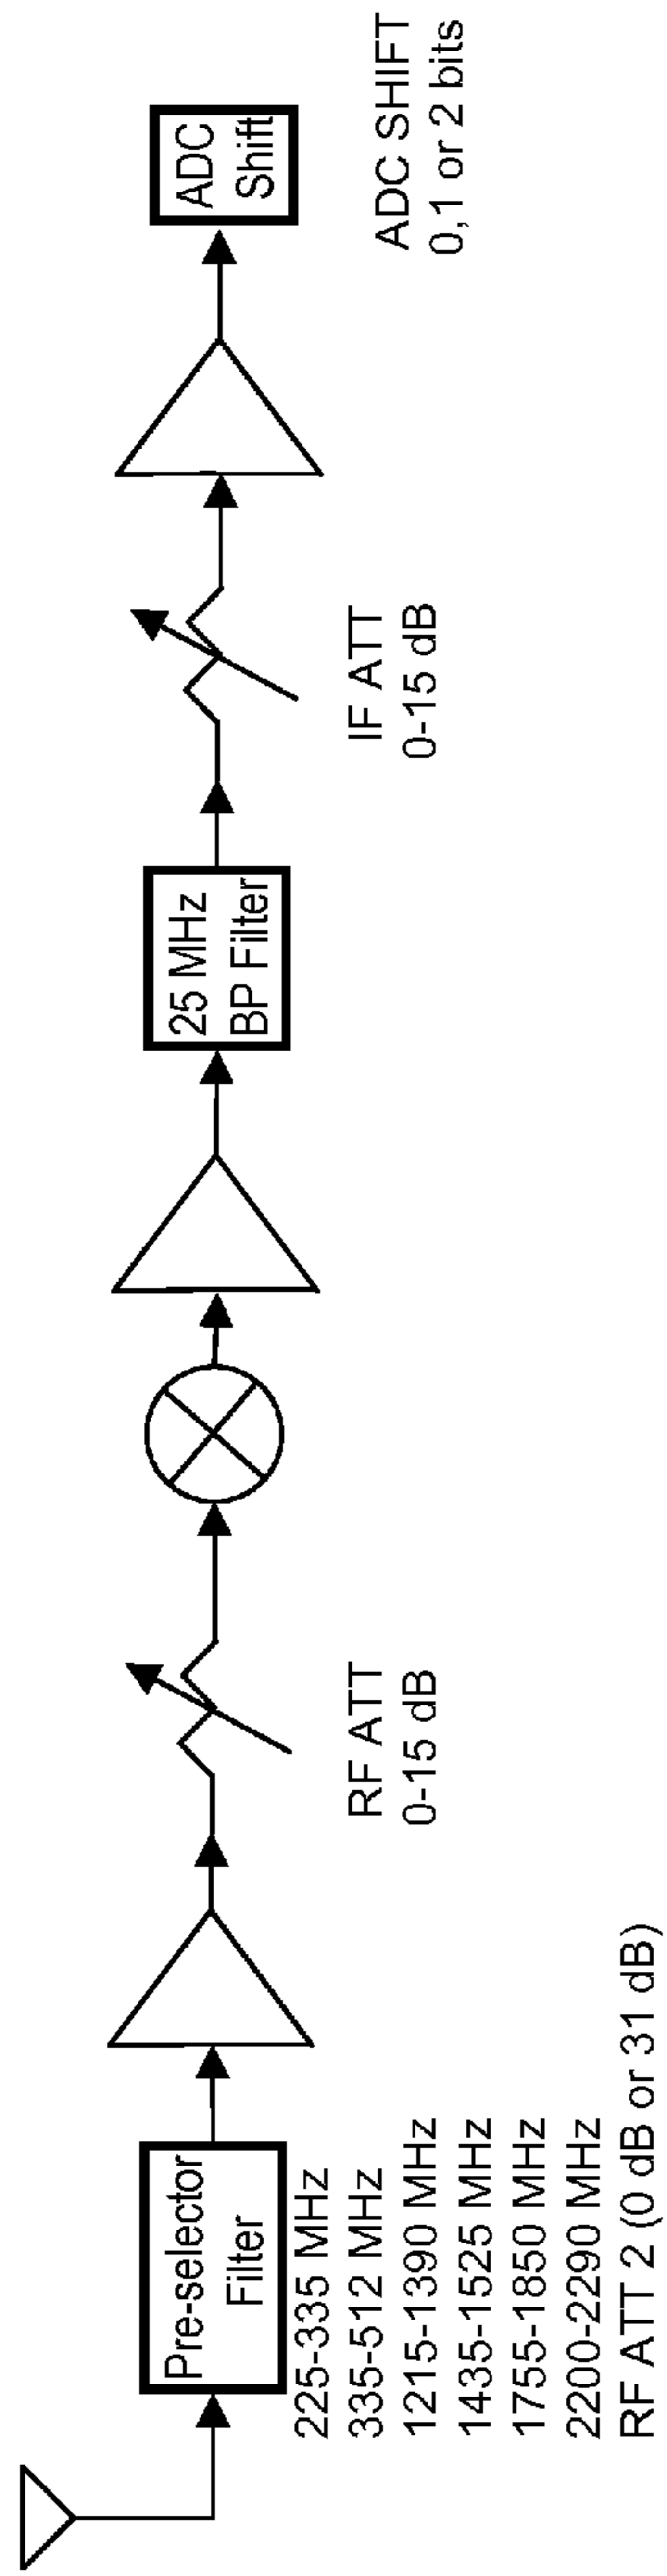 Pre-selector
Filter
225-335 MHz
335-512 MHz
1215-1390 MHz
1435-1525 MHz
1755-1850 MHz
2200-2290 MHz
RF ATT 2 (0 dB or 31 dB)
RF ATT
0-15 dB
25 MHz
BP Filter
IF ATT
0-15 dB
ADC
Shift
ADC SHIFT
0,1 or 2 bits